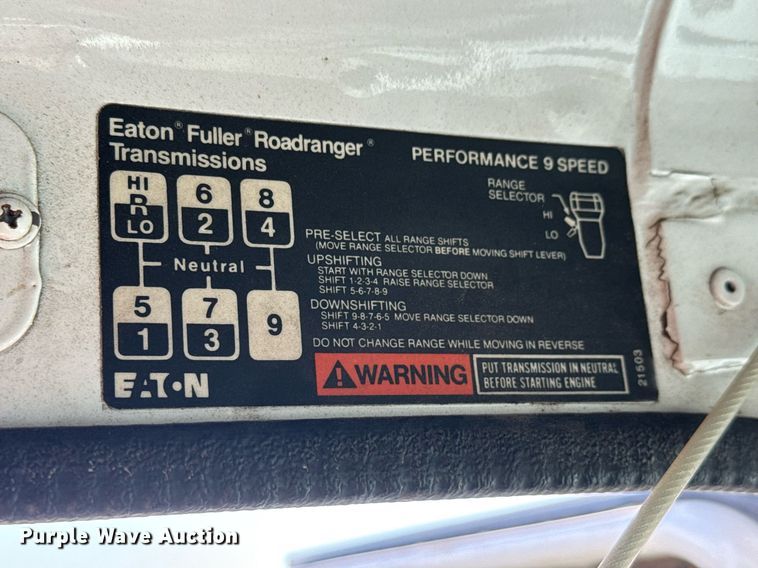 Eaton® Fuller® Roadranger®
Transmissions
PERFORMANCE 9 SPEED
HI
R
LO
6
2
8
4
Neutral
5
1
7
3
9
RANGE
SELECTOR
HI
LO
PRE-SELECT ALL RANGE SHIFTS
(MOVE RANGE SELECTOR BEFORE MOVING SHIFT LEVER)
UPSHIFTING
START WITH RANGE SELECTOR DOWN
SHIFT 1-2-3-4 RAISE RANGE SELECTOR
SHIFT 5-6-7-8-9
DOWNSHIFTING
SHIFT 9-8-7-6-5 MOVE RANGE SELECTOR DOWN
SHIFT 4-3-2-1
DO NOT CHANGE RANGE WHILE MOVING IN REVERSE
EATON
WARNING
PUT TRANSMISSION IN NEUTRAL
BEFORE STARTING ENGINE
21503
Purple Wave Auction